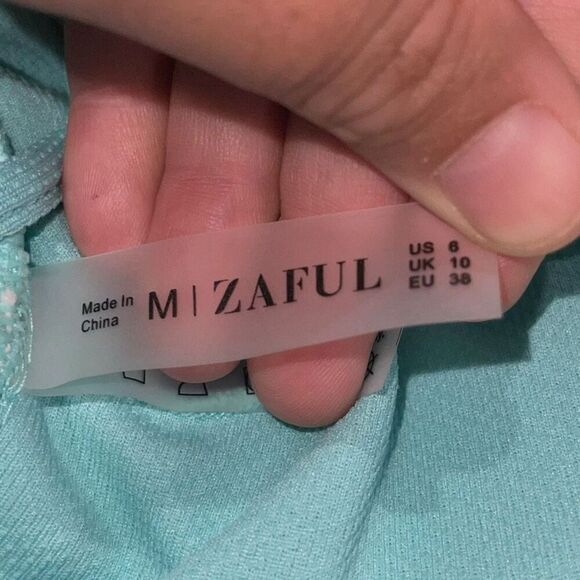 Made In
China
M | ZAFUL
US 6
UK 10
EU 38